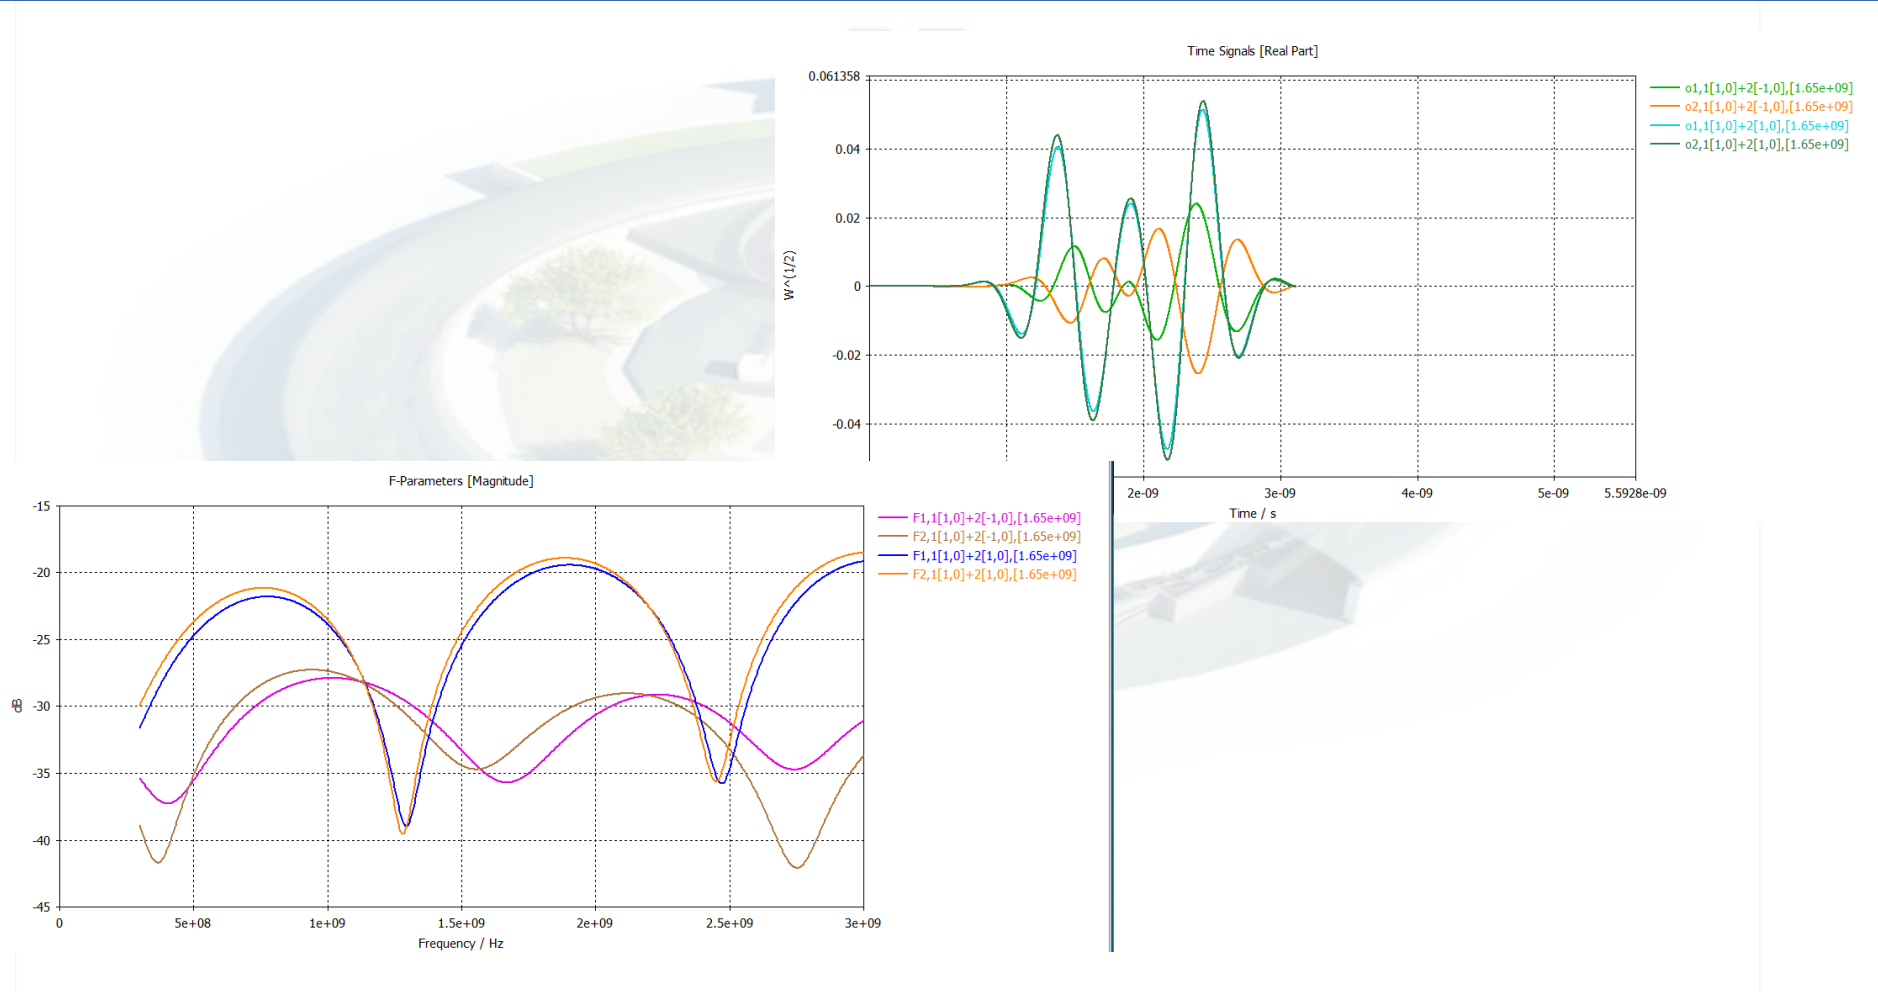 Time Signals [Real Part]
0.061358
0.04
0.02
0
-0.02
-0.04
W^(1/2)
2e-09
3e-09
4e-09
5e-09
5.5928e-09
Time / s
o1,1[1,0]+2[-1,0],[1.65e+09]
o2,1[1,0]+2[-1,0],[1.65e+09]
o1,1[1,0]+2[1,0],[1.65e+09]
o2,1[1,0]+2[1,0],[1.65e+09]
F-Parameters [Magnitude]
-15
-20
-25
-30
-35
-40
-45
dB
0
5e+08
1e+09
1.5e+09
2e+09
2.5e+09
3e+09
Frequency / Hz
F1,1[1,0]+2[-1,0],[1.65e+09]
F2,1[1,0]+2[-1,0],[1.65e+09]
F1,1[1,0]+2[1,0],[1.65e+09]
F2,1[1,0]+2[1,0],[1.65e+09]